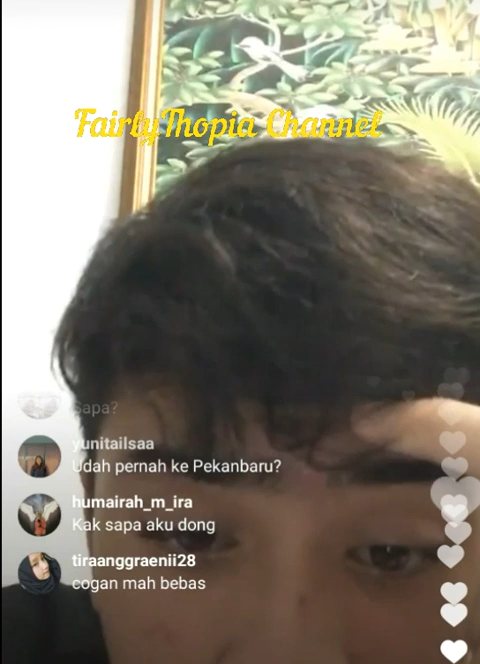 FairlyThopia Channel
Sapa?
yunitailsaa
Udah pernah ke Pekanbaru?
humairah_m_ira
Kak sapa aku dong
tiraanggraenii28
cogan mah bebas